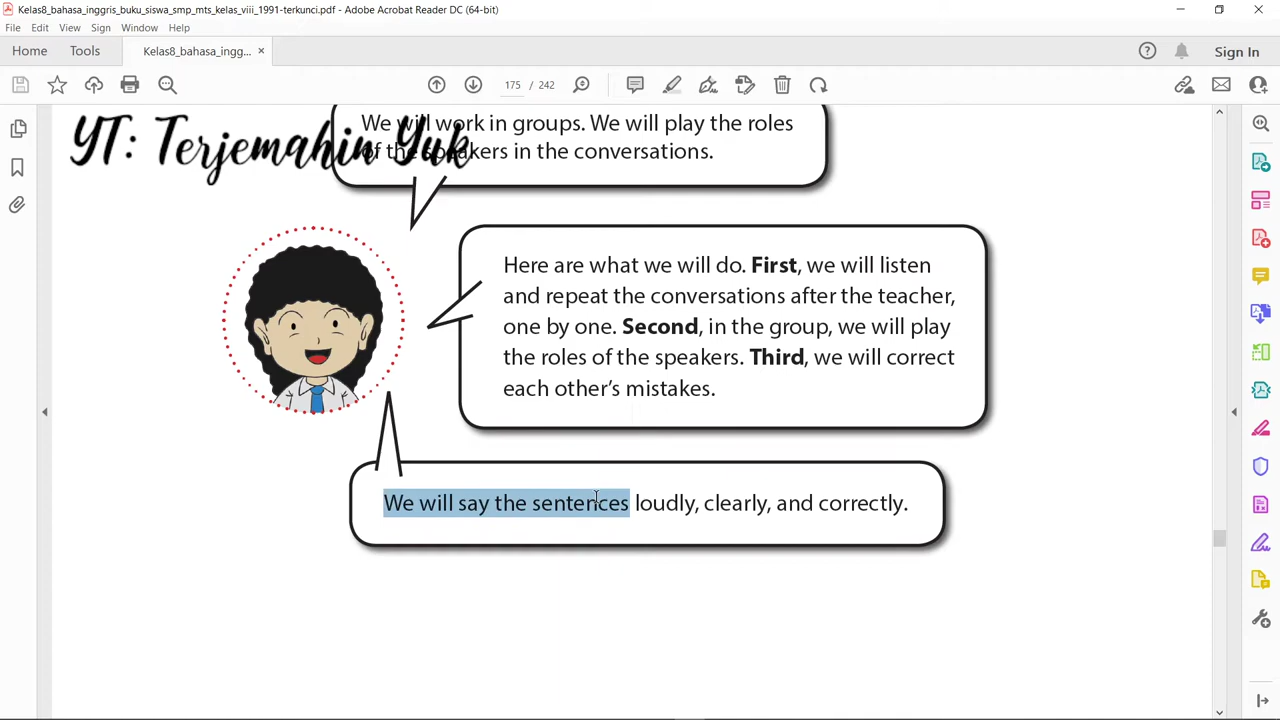 Kelas8_bahasa_inggris_buku_siswa_smp_mts_kelas_viii_1991-terkunci.pdf - Adobe Acrobat Reader DC (64-bit)
File Edit View Sign Window Help
Home Tools Kelas8_bahasa_ingg... × Sign In
175 / 242
YT: Terjemahin Yuk
We will work in groups. We will play the roles
of the speakers in the conversations.
Here are what we will do. First, we will listen
and repeat the conversations after the teacher,
one by one. Second, in the group, we will play
the roles of the speakers. Third, we will correct
each other's mistakes.
We will say the sentences loudly, clearly, and correctly.